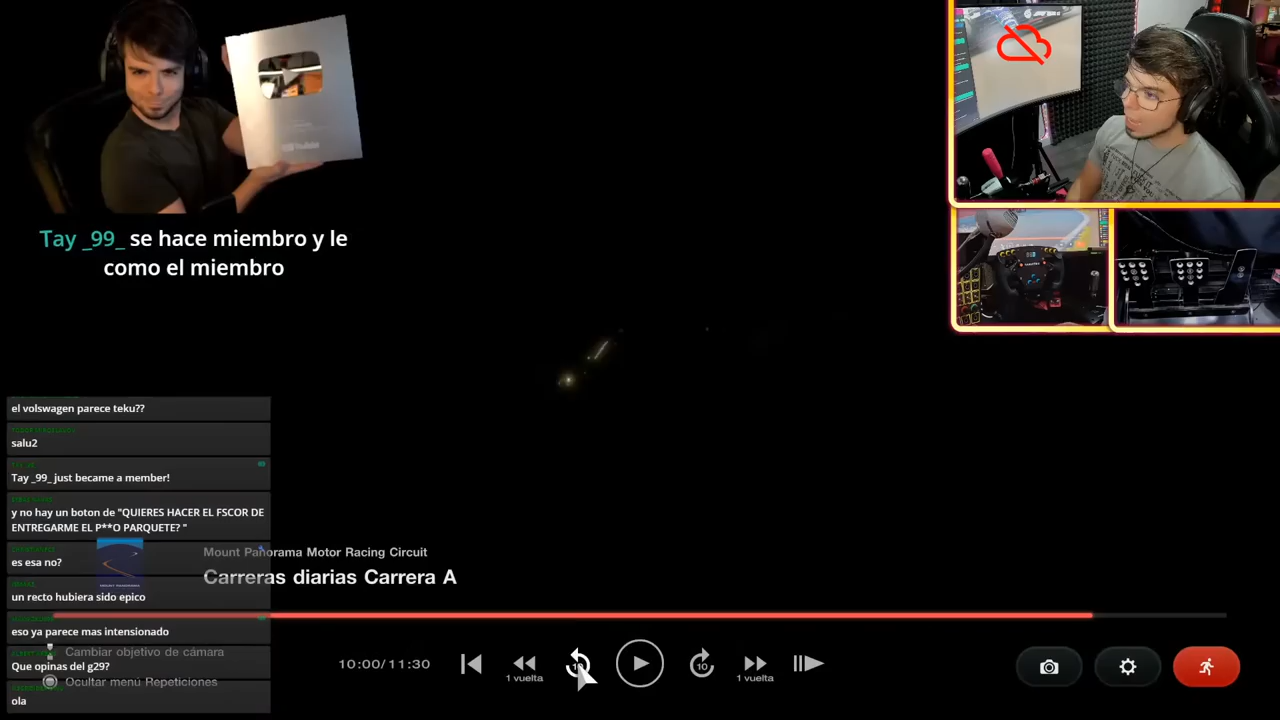 Tay _99_ se hace miembro y le
como el miembro
el volswagen parece teku??
salu2
Tay _99_ just became a member!
y no hay un boton de "QUIERES HACER EL FSCOR DE
ENTREGARME EL P**O PARQUETE? "
es esa no?
un recto hubiera sido epico
eso ya parece mas intensionado
Que opinas del g29?
ola
Mount Panorama Motor Racing Circuit
Carreras diarias Carrera A
Cambiar objetivo de cámara
Ocultar menú Repeticiones
10:00/11:30
1 vuelta
10
10
1 vuelta